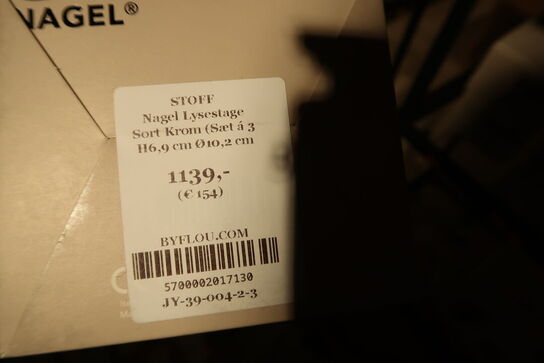 NAGEL®
STOFF
Nagel Lysestage
Sort Krom (Sæt á 3
H6,9 cm Ø10,2 cm
1139,-
(€ 154)
BYFLOU.COM
5700002017130
JY-39-004-2-3